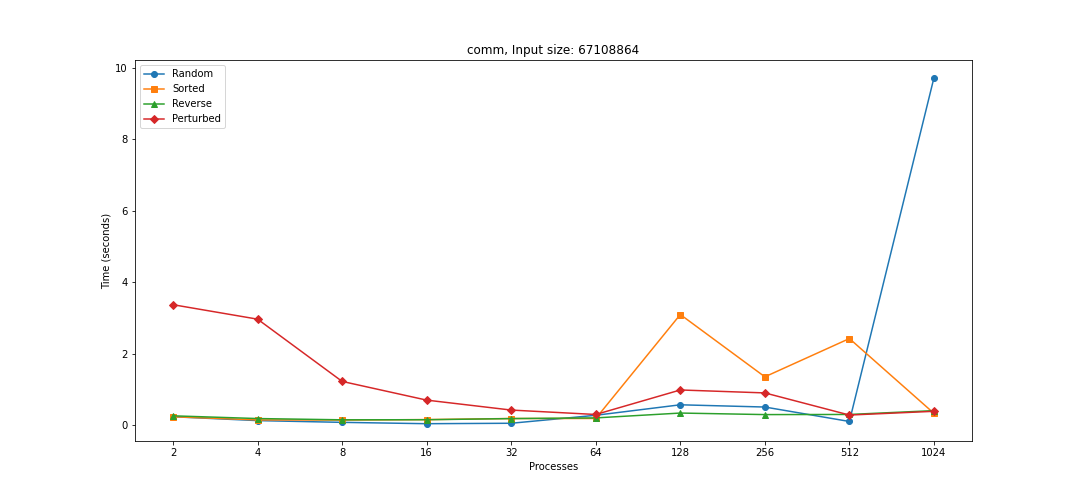 comm, Input size: 67108864
Random
Sorted
Reverse
Perturbed
10
8
6
4
2
0
Time (seconds)
2 4 8 16 32 64 128 256 512 1024
Processes